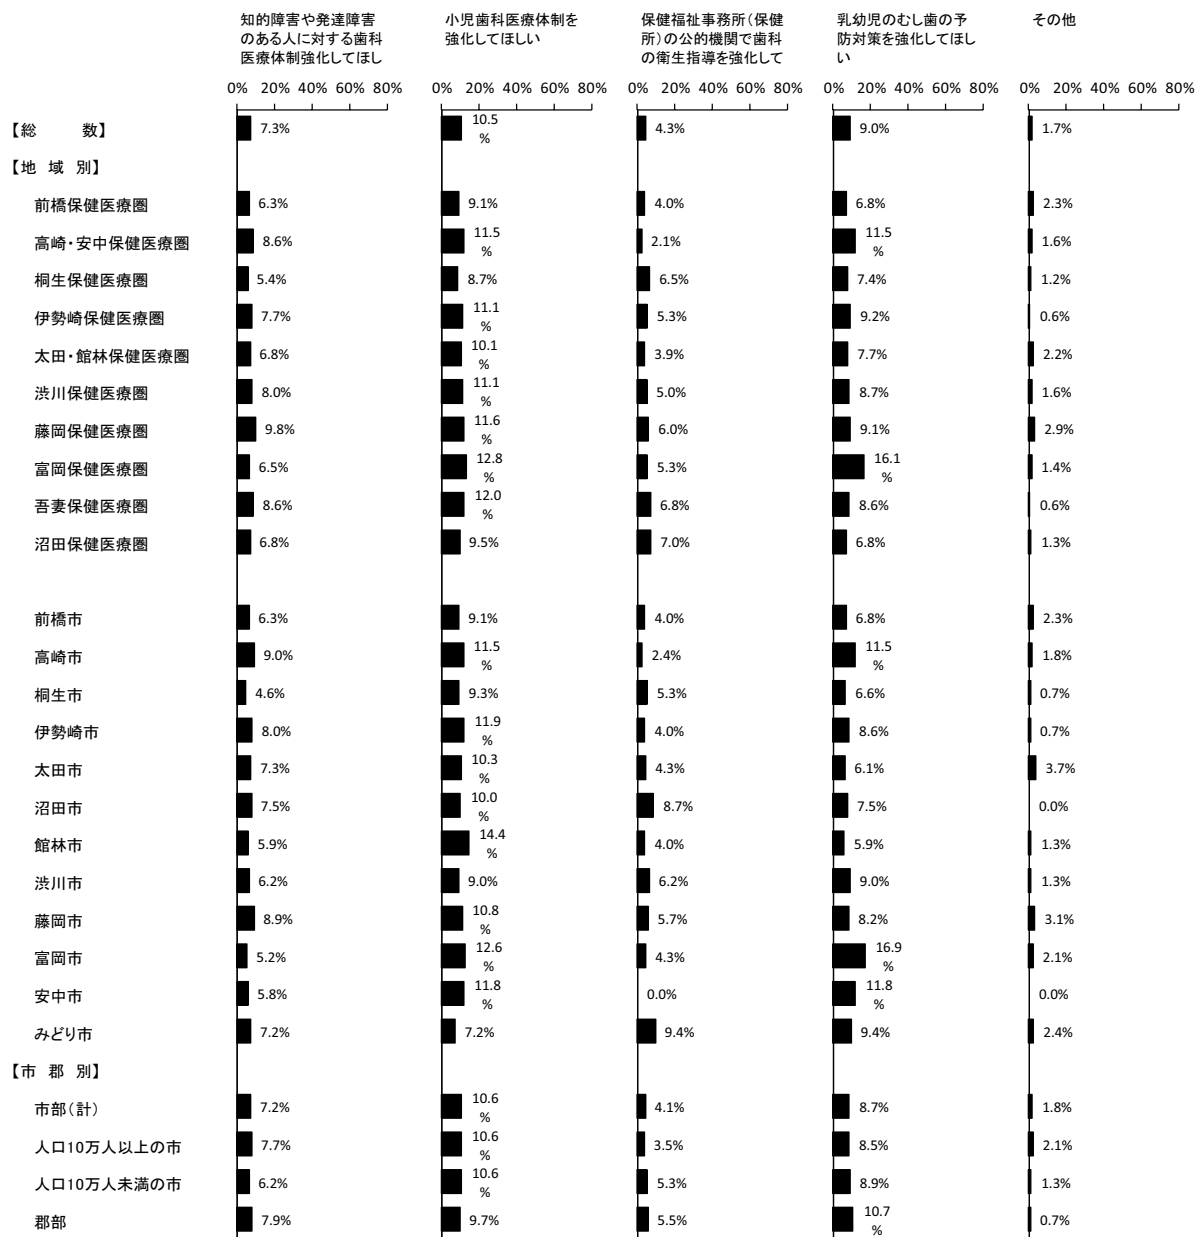 知的障害や発達障害
のある人に対する歯科
医療体制強化してほし
小児歯科医療体制を
強化してほしい
保健福祉事務所(保健
所)の公的機関で歯科
の衛生指導を強化して
乳幼児のむし歯の予
防対策を強化してほし
い
その他
0% 20% 40% 60% 80% 0% 20% 40% 60% 80% 0% 20% 40% 60% 80% 0% 20% 40% 60% 80% 0% 20% 40% 60% 80%
【総 数】 7.3% 10.5% 4.3% 9.0% 1.7%
【地 域 別】
前橋保健医療圏 6.3% 9.1% 4.0% 6.8% 2.3%
高崎・安中保健医療圏 8.6% 11.5% 2.1% 11.5% 1.6%
桐生保健医療圏 5.4% 8.7% 6.5% 7.4% 1.2%
伊勢崎保健医療圏 7.7% 11.1% 5.3% 9.2% 0.6%
太田・館林保健医療圏 6.8% 10.1% 3.9% 7.7% 2.2%
渋川保健医療圏 8.0% 11.1% 5.0% 8.7% 1.6%
藤岡保健医療圏 9.8% 11.6% 6.0% 9.1% 2.9%
富岡保健医療圏 6.5% 12.8% 5.3% 16.1% 1.4%
吾妻保健医療圏 8.6% 12.0% 6.8% 8.6% 0.6%
沼田保健医療圏 6.8% 9.5% 7.0% 6.8% 1.3%
前橋市 6.3% 9.1% 4.0% 6.8% 2.3%
高崎市 9.0% 11.5% 2.4% 11.5% 1.8%
桐生市 4.6% 9.3% 5.3% 6.6% 0.7%
伊勢崎市 8.0% 11.9% 4.0% 8.6% 0.7%
太田市 7.3% 10.3% 4.3% 6.1% 3.7%
沼田市 7.5% 10.0% 8.7% 7.5% 0.0%
館林市 5.9% 14.4% 4.0% 5.9% 1.3%
渋川市 6.2% 9.0% 6.2% 9.0% 1.3%
藤岡市 8.9% 10.8% 5.7% 8.2% 3.1%
富岡市 5.2% 12.6% 4.3% 16.9% 2.1%
安中市 5.8% 11.8% 0.0% 11.8% 0.0%
みどり市 7.2% 7.2% 9.4% 9.4% 2.4%
【市 郡 別】
市部(計) 7.2% 10.6% 4.1% 8.7% 1.8%
人口10万人以上の市 7.7% 10.6% 3.5% 8.5% 2.1%
人口10万人未満の市 6.2% 10.6% 5.3% 8.9% 1.3%
郡部 7.9% 9.7% 5.5% 10.7% 0.7%